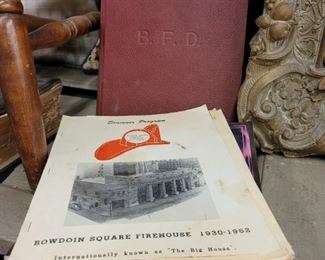 B.F.D.
Souvenir Program
BOWDOIN SQUARE FIREHOUSE 1930-1963
Internationally known as "The Big House".